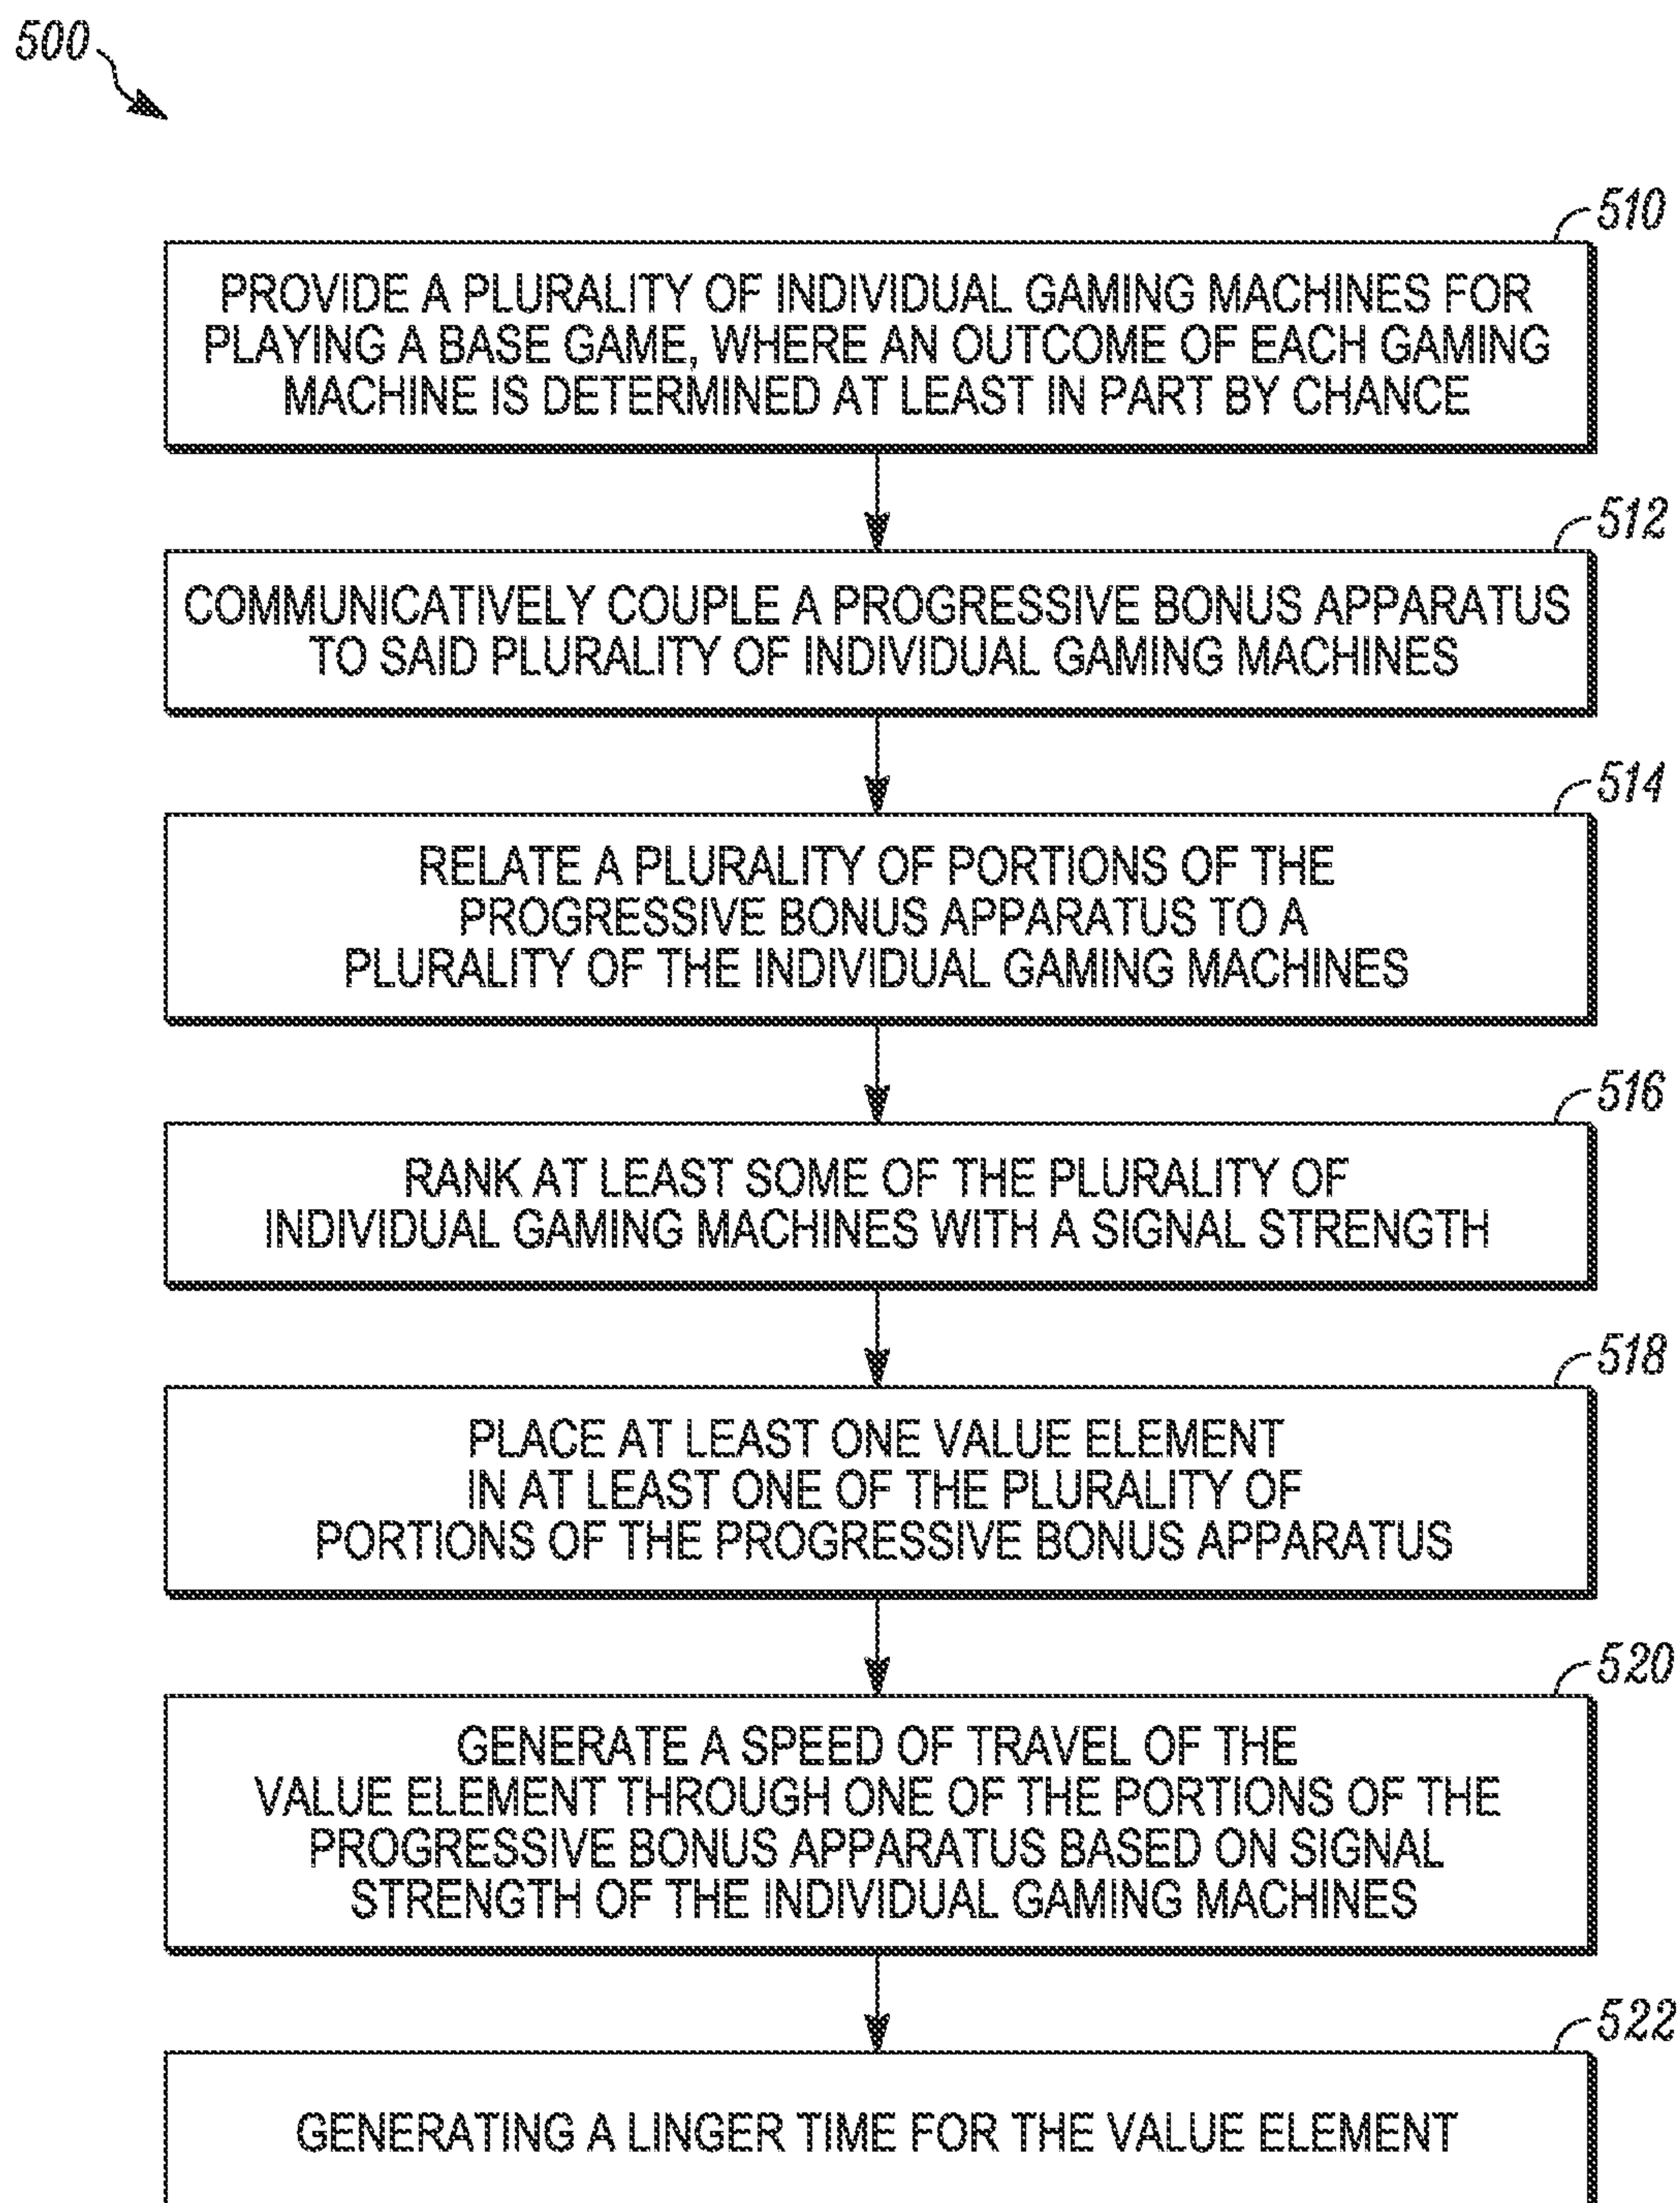 500
510
PROVIDE A PLURALITY OF INDIVIDUAL GAMING MACHINES FOR
PLAYING A BASE GAME, WHERE AN OUTCOME OF EACH GAMING
MACHINE IS DETERMINED AT LEAST IN PART BY CHANCE
512
COMMUNICATIVELY COUPLE A PROGRESSIVE BONUS APPARATUS
TO SAID PLURALITY OF INDIVIDUAL GAMING MACHINES
514
RELATE A PLURALITY OF PORTIONS OF THE
PROGRESSIVE BONUS APPARATUS TO A
PLURALITY OF THE INDIVIDUAL GAMING MACHINES
516
RANK AT LEAST SOME OF THE PLURALITY OF
INDIVIDUAL GAMING MACHINES WITH A SIGNAL STRENGTH
518
PLACE AT LEAST ONE VALUE ELEMENT
IN AT LEAST ONE OF THE PLURALITY OF
PORTIONS OF THE PROGRESSIVE BONUS APPARATUS
520
GENERATE A SPEED OF TRAVEL OF THE
VALUE ELEMENT THROUGH ONE OF THE PORTIONS OF THE
PROGRESSIVE BONUS APPARATUS BASED ON SIGNAL
STRENGTH OF THE INDIVIDUAL GAMING MACHINES
522
GENERATING A LINGER TIME FOR THE VALUE ELEMENT